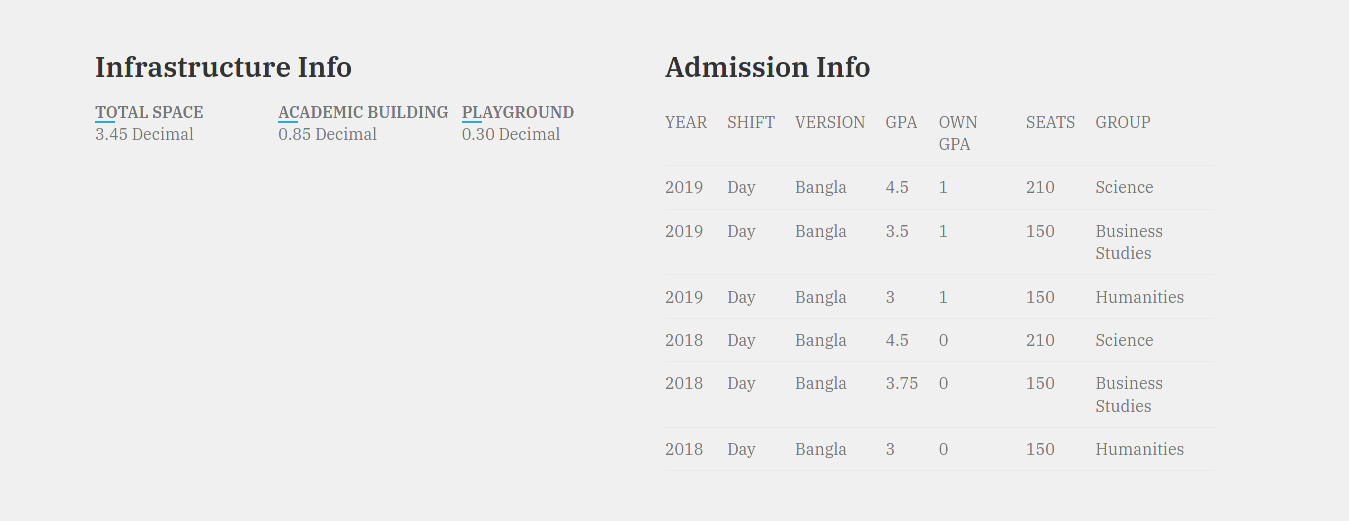 Infrastructure Info
TOTAL SPACE ACADEMIC BUILDING PLAYGROUND
3.45 Decimal 0.85 Decimal 0.30 Decimal
Admission Info
YEAR SHIFT VERSION GPA OWN GPA SEATS GROUP
2019 Day Bangla 4.5 1 210 Science
2019 Day Bangla 3.5 1 150 Business Studies
2019 Day Bangla 3 1 150 Humanities
2018 Day Bangla 4.5 0 210 Science
2018 Day Bangla 3.75 0 150 Business Studies
2018 Day Bangla 3 0 150 Humanities